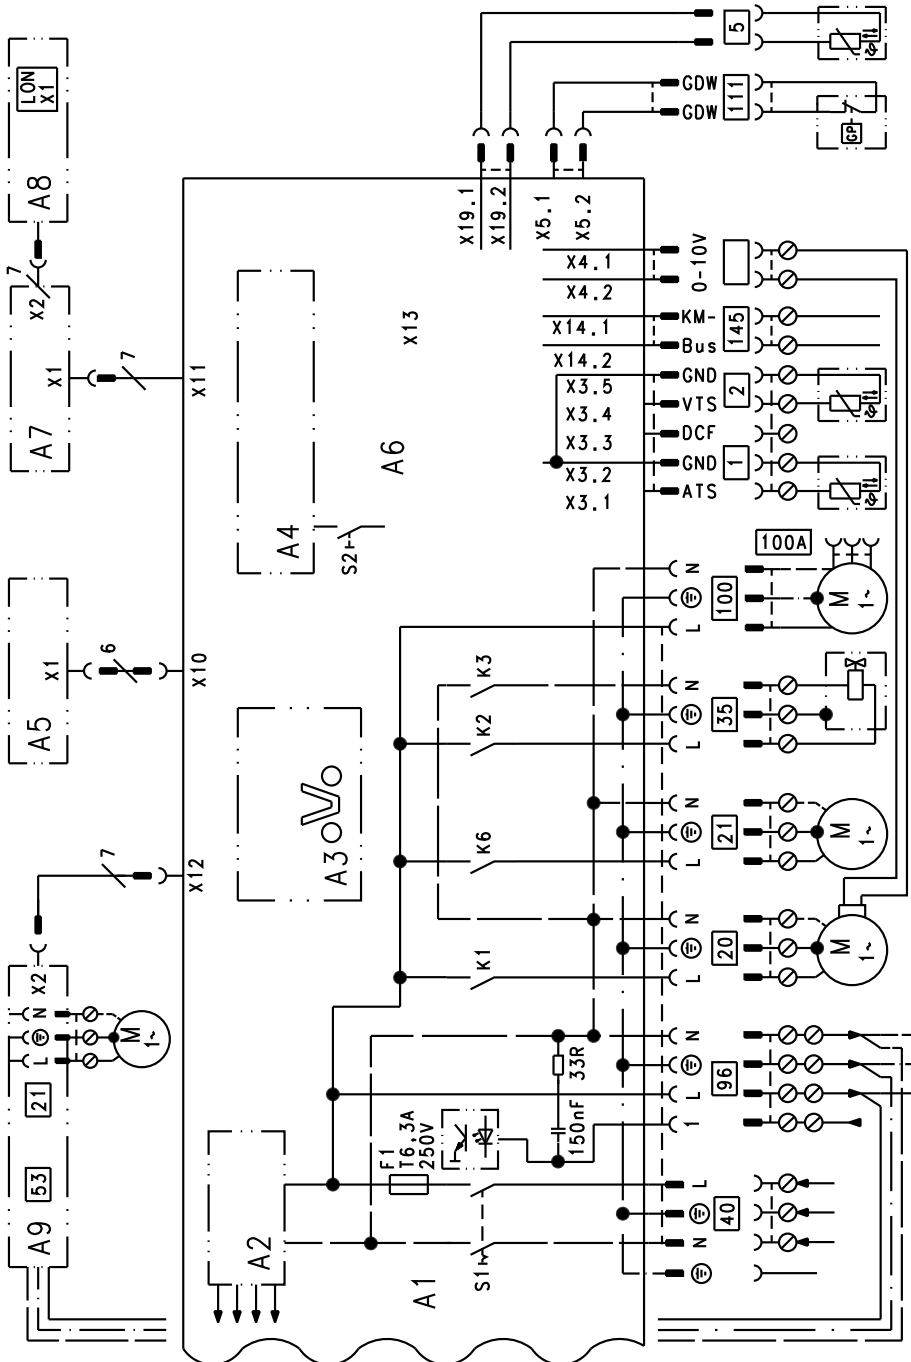 5
GDW
111
GDW
GP
LON
X1
A8
X19.1
X19.2
X5.1
X5.2
X4.1
X4.2
0-10V
7
X2
X13
X14.1
KM-
145
Bus
X14.2
X1
7
X11
A7
X3.5
X3.4
X3.3
X3.2
X3.1
GND
VTS
2
DCF
GND
1
ATS
A6
A4
S2
100A
N
100
L
M
1~
X1
6
X10
A5
K3
K2
N
35
L
A3
K6
N
21
L
M
1~
7
X12
K1
N
20
L
M
1~
X2
N
L
M
1~
21
53
A9
33R
150nF
N
L
96
1
F1
T6,3A
250V
A2
S1
A1
L
40
N